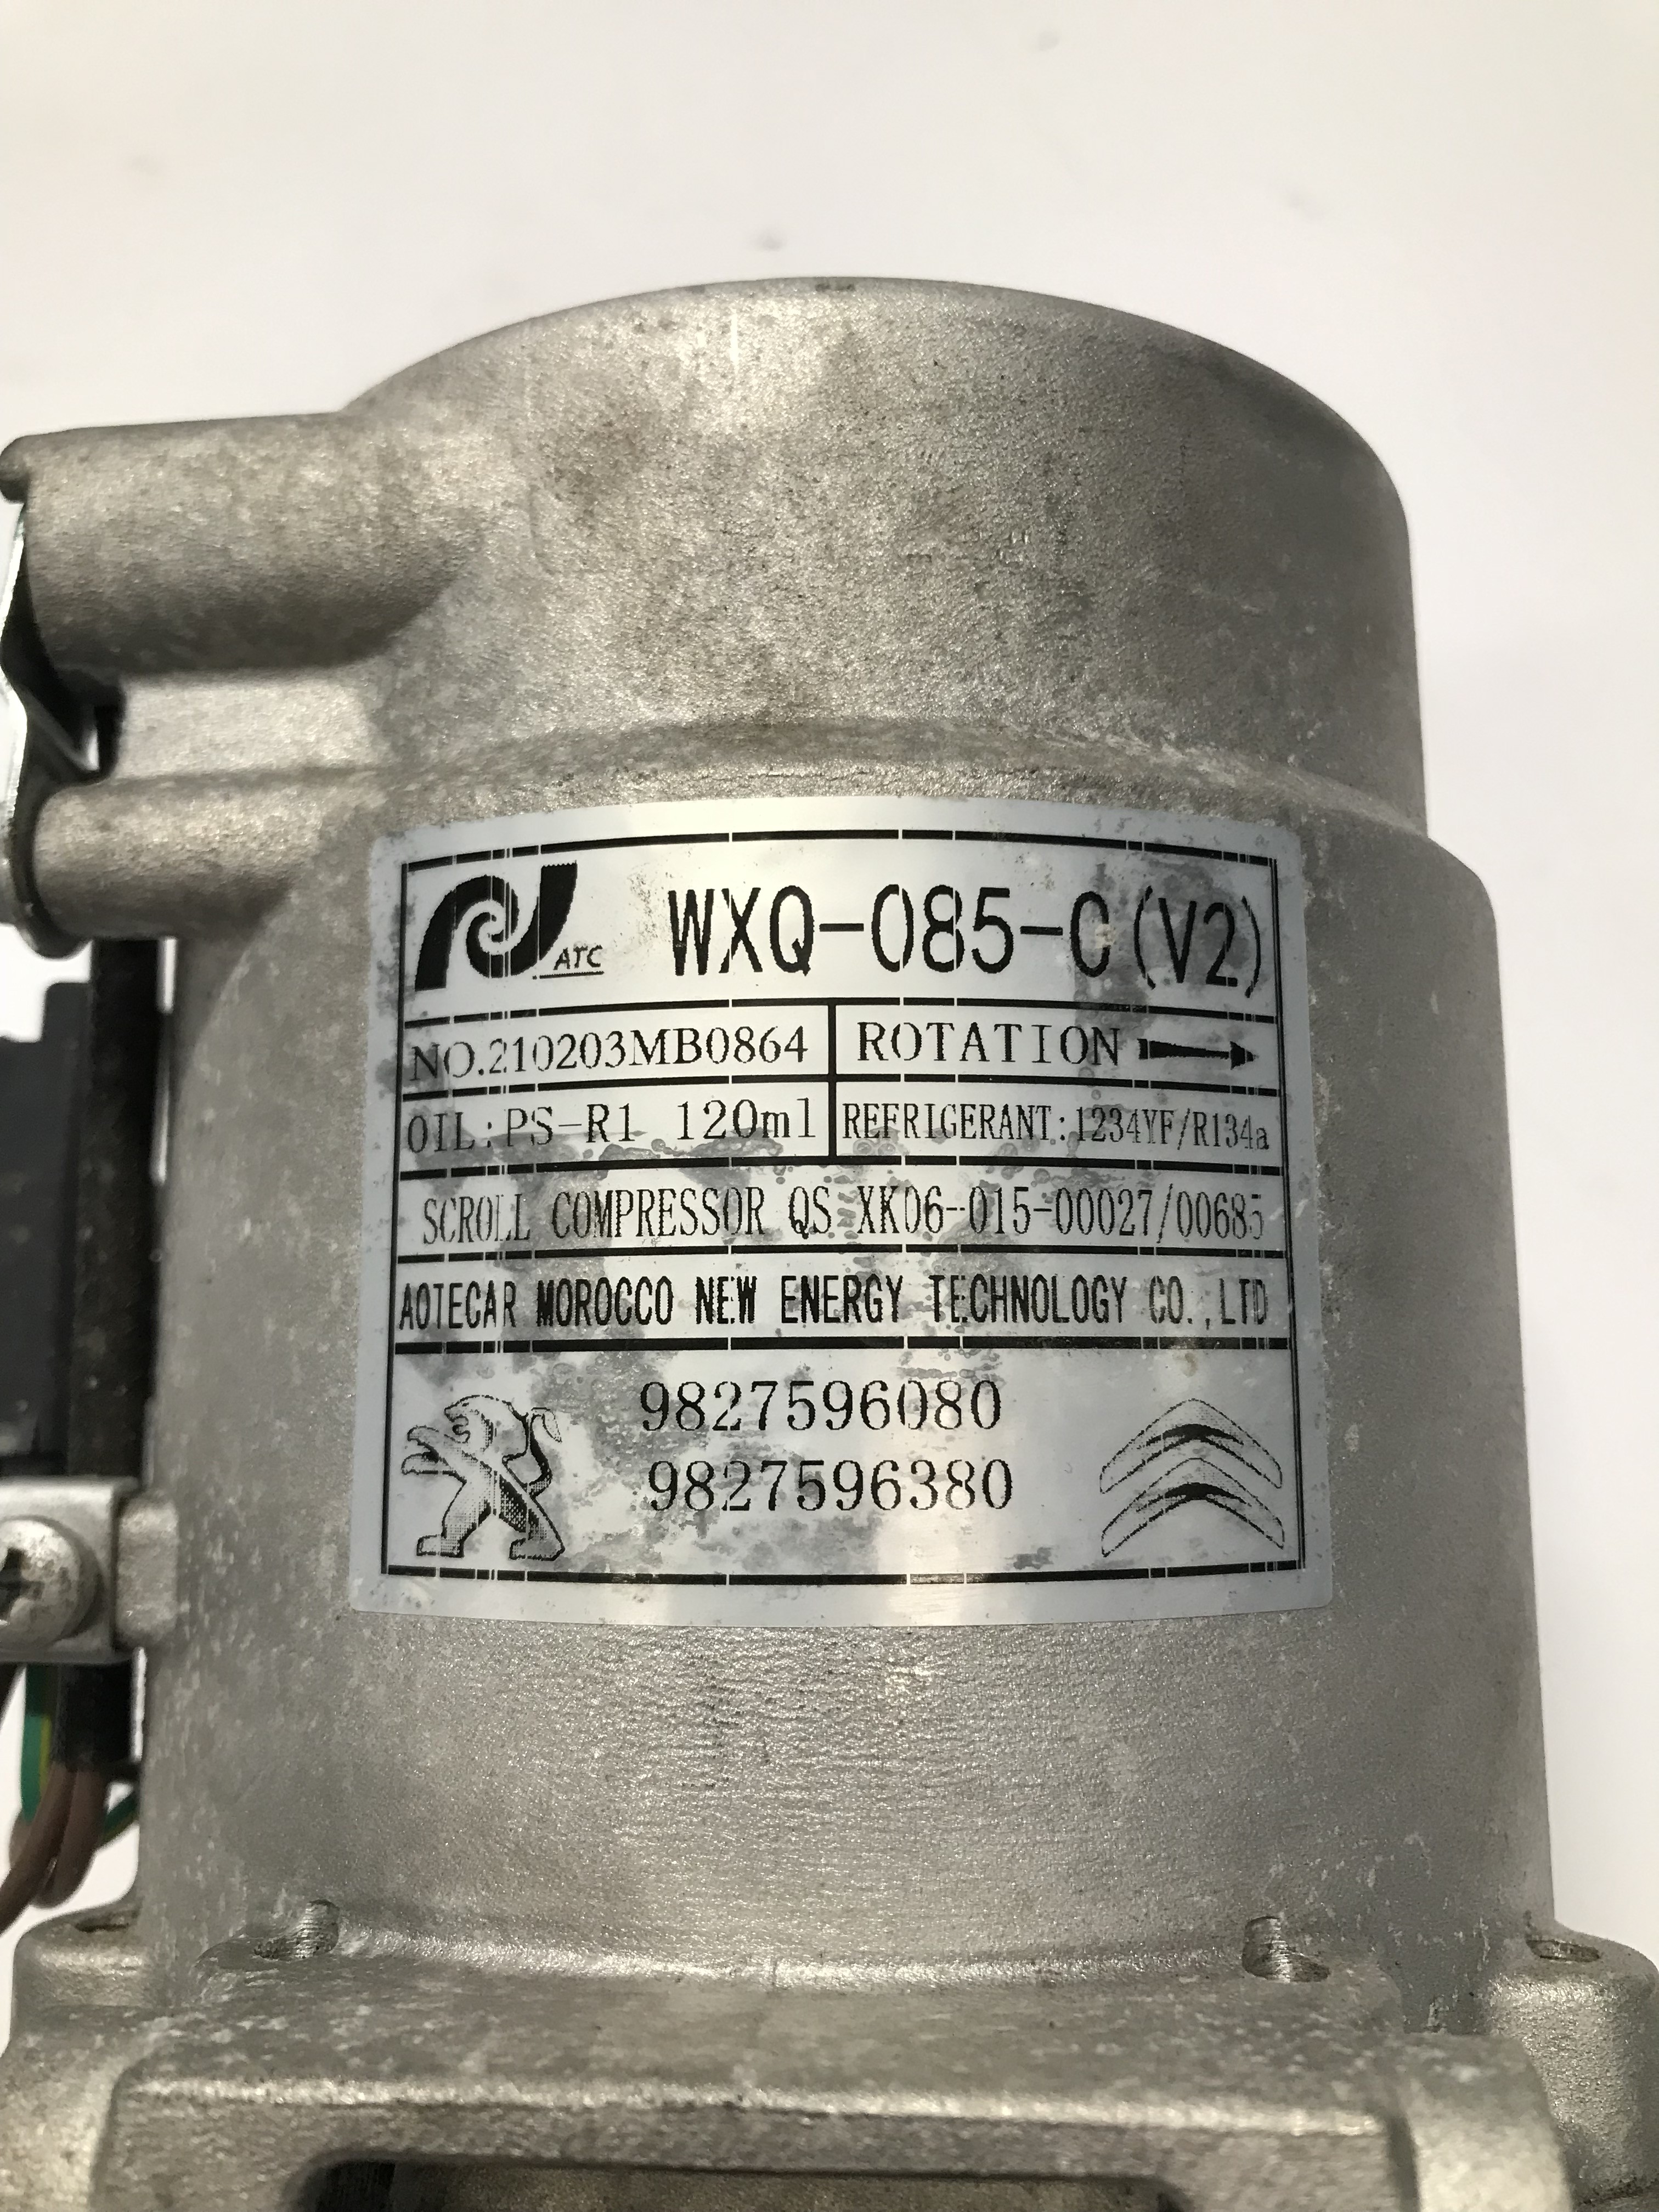 ATC WXQ-085-C(V2)
NO.210203MB0864 ROTATION
OIL:PS-R1 120ml REFRIGERANT:1234YF/R134a
SCROLL COMPRESSOR QS XK06-015-00027/00685
AOTECAR MOROCCO NEW ENERGY TECHNOLOGY CO.,LTD
9827596080
9827596380